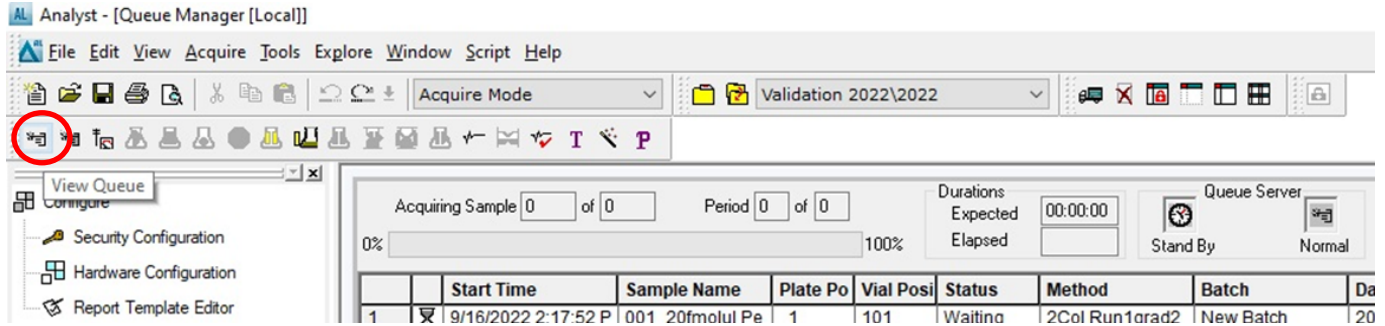 AL Analyst - [Queue Manager [Local]]
File Edit View Acquire Tools Explore Window Script Help
Acquire Mode Validation 2022\2022
T P
View Queue
Configure
Security Configuration
Hardware Configuration
Report Template Editor
Acquiring Sample 0 of 0 Period 0 of 0
0% 100%
Durations
Expected 00:00:00
Elapsed
Queue Server
Stand By Normal
Start Time Sample Name Plate Po Vial Posi Status Method Batch Da
1 9/16/2022 2:17:52 P 001_20fmolul Pe 1 101 Waiting 2Col Run1grad2 New Batch 20